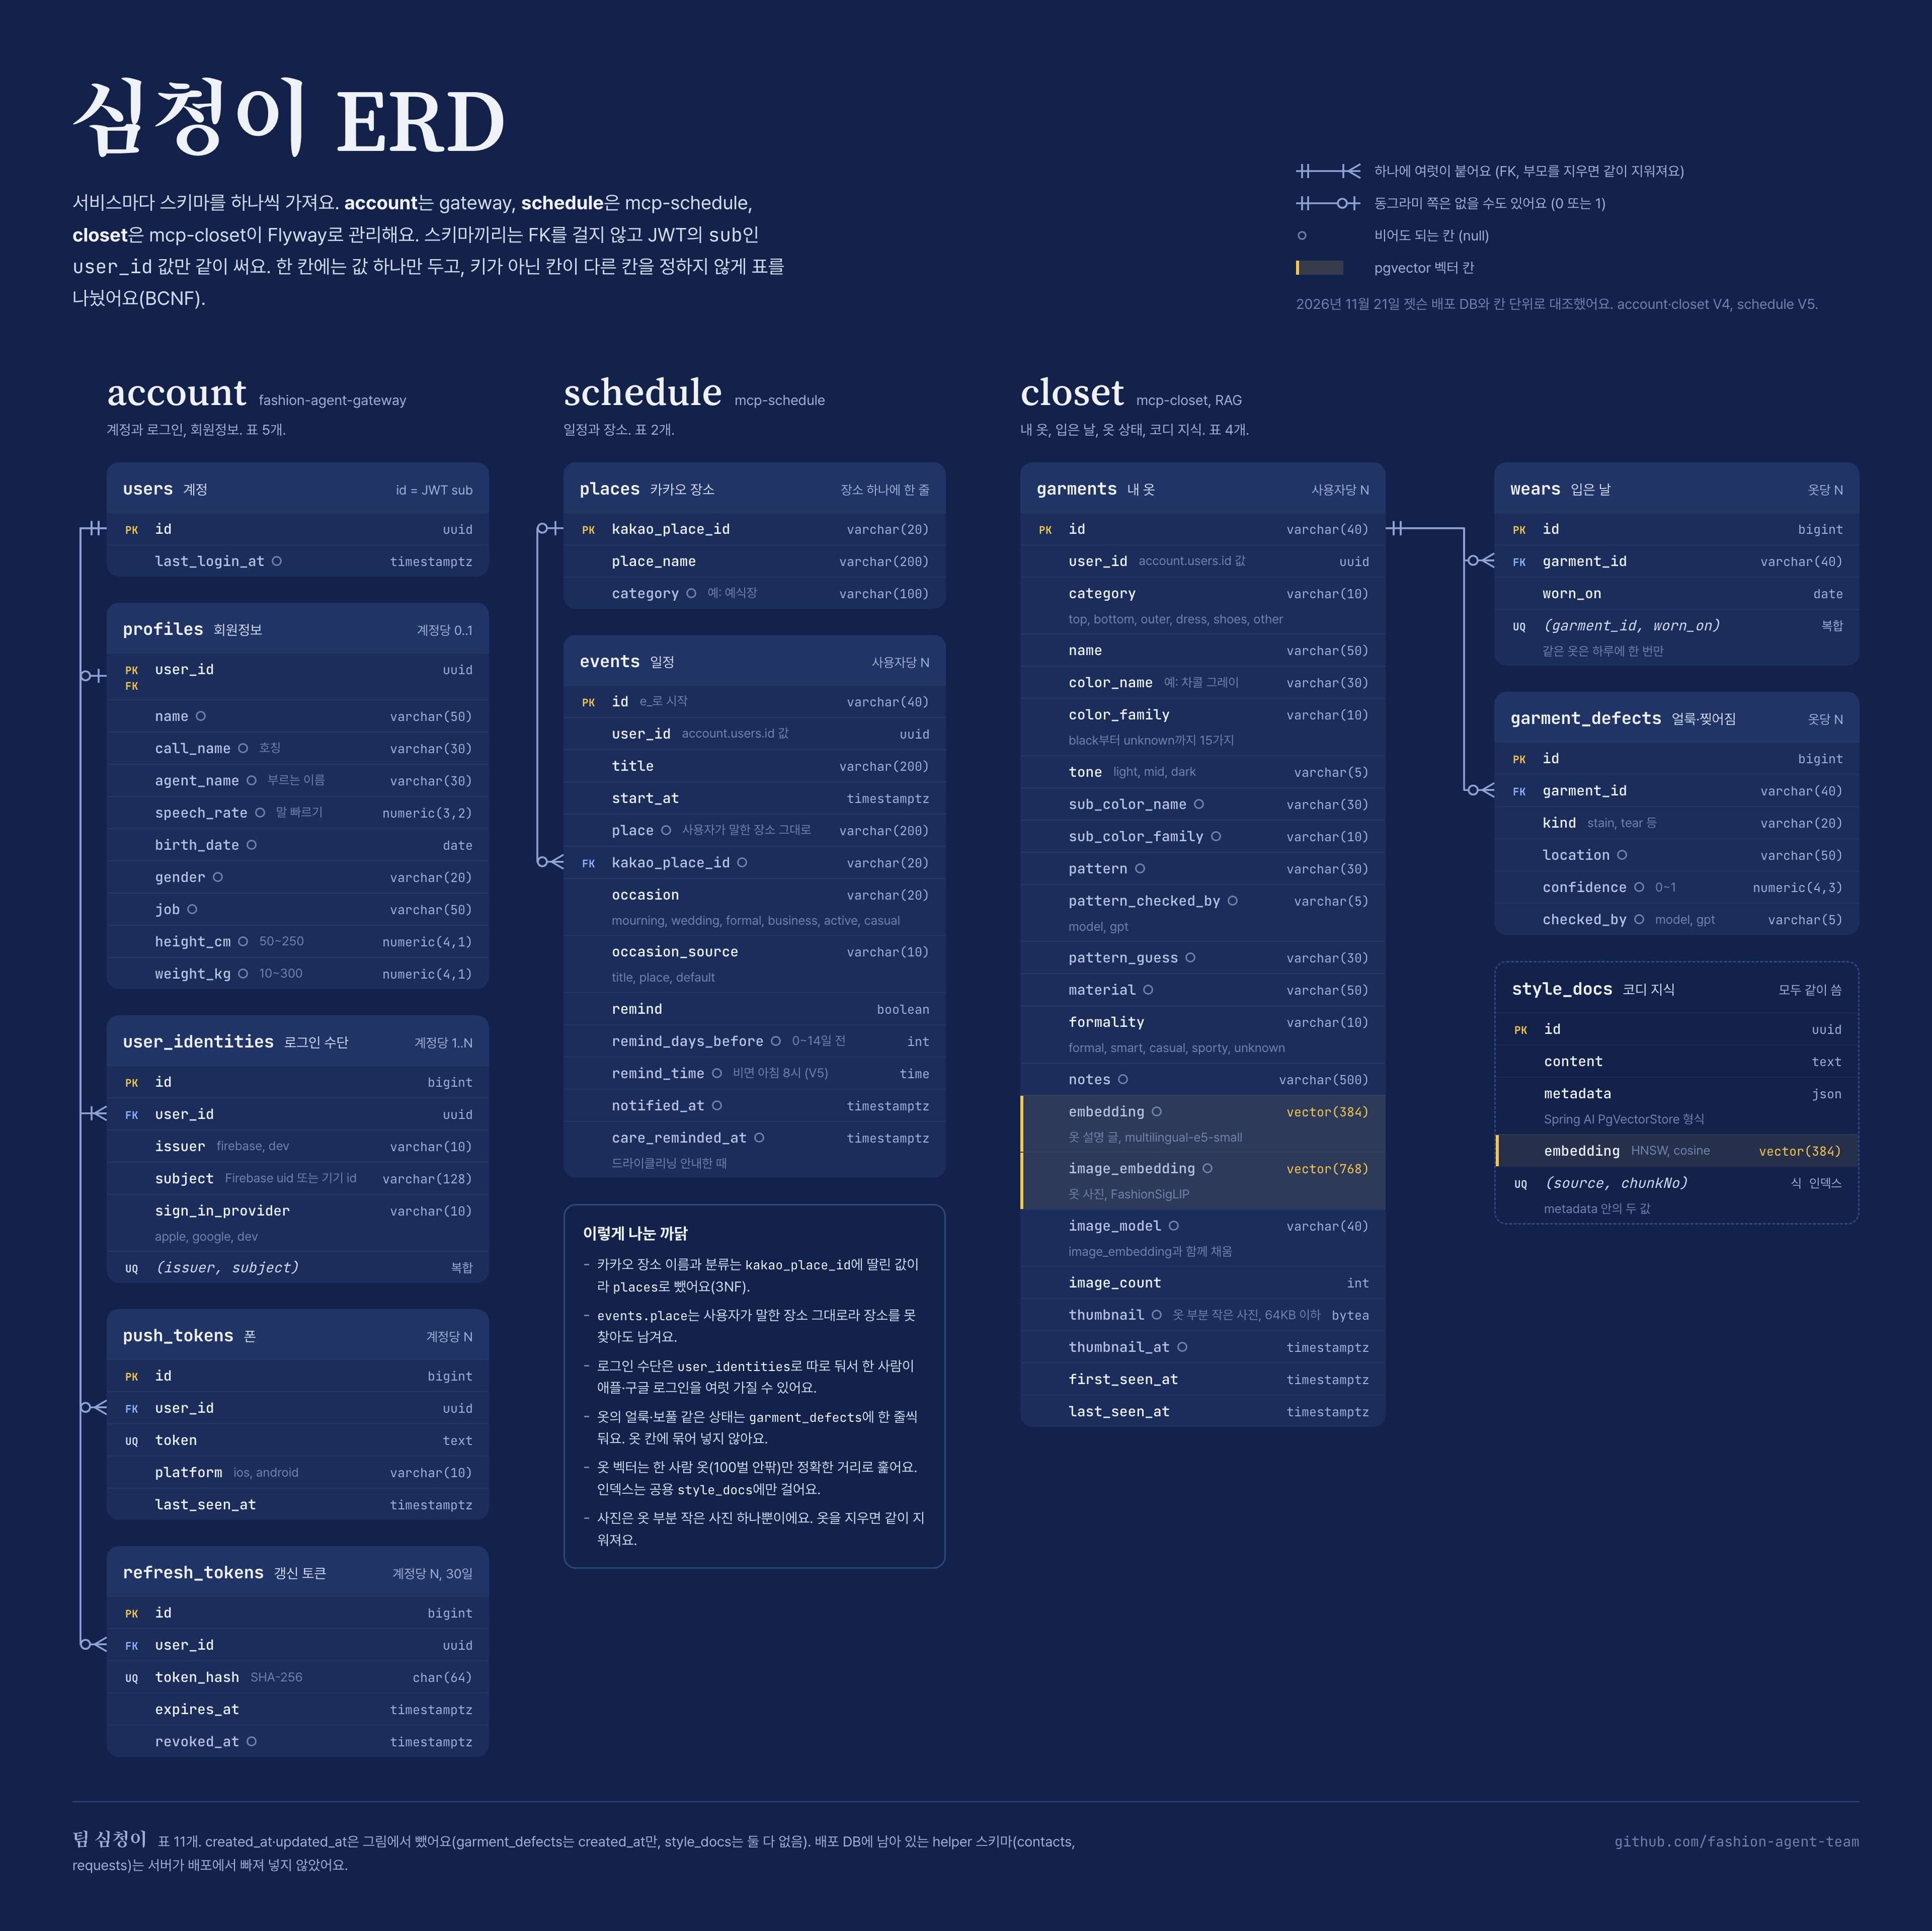 심청이 ERD
서비스마다 스키마를 하나씩 가져요. account는 gateway, schedule은 mcp-schedule,
closet은 mcp-closet이 Flyway로 관리해요. 스키마끼리는 FK를 걸지 않고 JWT의 sub인
user_id 값만 같이 써요. 한 칸에는 값 하나만 두고, 키가 아닌 칸이 다른 칸을 정하지 않게 표를
나눴어요(BCNF).
하나에 여럿이 붙어요 (FK, 부모를 지우면 같이 지워져요)
동그라미 쪽은 없을 수도 있어요 (0 또는 1)
비어도 되는 칸 (null)
pgvector 벡터 칸
2026년 11월 21일 젯슨 배포 DB와 칸 단위로 대조했어요. account·closet V4, schedule V5.
account fashion-agent-gateway
계정과 로그인, 회원정보. 표 5개.
users 계정 id = JWT sub
PK id uuid
last_login_at timestamptz
profiles 회원정보 계정당 0..1
PK user_id uuid
FK
name varchar(50)
call_name 호칭 varchar(30)
agent_name 부르는 이름 varchar(30)
speech_rate 말 빠르기 numeric(3,2)
birth_date date
gender varchar(20)
job varchar(50)
height_cm 50~250 numeric(4,1)
weight_kg 10~300 numeric(4,1)
user_identities 로그인 수단 계정당 1..N
PK id bigint
FK user_id uuid
issuer firebase, dev varchar(10)
subject Firebase uid 또는 기기 id varchar(128)
sign_in_provider varchar(10)
apple, google, dev
UQ (issuer, subject) 복합
push_tokens 폰 계정당 N
PK id bigint
FK user_id uuid
UQ token text
platform ios, android varchar(10)
last_seen_at timestamptz
refresh_tokens 갱신 토큰 계정당 N, 30일
PK id bigint
FK user_id uuid
UQ token_hash SHA-256 char(64)
expires_at timestamptz
revoked_at timestamptz
schedule mcp-schedule
일정과 장소. 표 2개.
places 카카오 장소 장소 하나에 한 줄
PK kakao_place_id varchar(20)
place_name varchar(200)
category 예: 예식장 varchar(100)
events 일정 사용자당 N
PK id e_로 시작 varchar(40)
user_id account.users.id 값 uuid
title varchar(200)
start_at timestamptz
place 사용자가 말한 장소 그대로 varchar(200)
FK kakao_place_id varchar(20)
occasion varchar(20)
mourning, wedding, formal, business, active, casual
occasion_source varchar(10)
title, place, default
remind boolean
remind_days_before 0~14일 전 int
remind_time 비면 아침 8시 (V5) time
notified_at timestamptz
care_reminded_at timestamptz
드라이클리닝 안내한 때
이렇게 나눈 까닭
- 카카오 장소 이름과 분류는 kakao_place_id에 딸린 값이
라 places로 뺐어요(3NF).
- events.place는 사용자가 말한 장소 그대로라 장소를 못
찾아도 남겨요.
- 로그인 수단은 user_identities로 따로 둬서 한 사람이
애플·구글 로그인을 여럿 가질 수 있어요.
- 옷의 얼룩·보풀 같은 상태는 garment_defects에 한 줄씩
둬요. 옷 칸에 묶어 넣지 않아요.
- 옷 벡터는 한 사람 옷(100벌 안팎)만 정확한 거리로 훑어요.
인덱스는 공용 style_docs에만 걸어요.
- 사진은 옷 부분 작은 사진 하나뿐이에요. 옷을 지우면 같이 지
워져요.
closet mcp-closet, RAG
내 옷, 입은 날, 옷 상태, 코디 지식. 표 4개.
garments 내 옷 사용자당 N
PK id varchar(40)
user_id account.users.id 값 uuid
category varchar(10)
top, bottom, outer, dress, shoes, other
name varchar(50)
color_name 예: 차콜 그레이 varchar(30)
color_family varchar(10)
black부터 unknown까지 15가지
tone light, mid, dark varchar(5)
sub_color_name varchar(30)
sub_color_family varchar(10)
pattern varchar(30)
pattern_checked_by varchar(5)
model, gpt
pattern_guess varchar(30)
material varchar(50)
formality varchar(10)
formal, smart, casual, sporty, unknown
notes varchar(500)
embedding vector(384)
옷 설명 글, multilingual-e5-small
image_embedding vector(768)
옷 사진, FashionSigLIP
image_model varchar(40)
image_embedding과 함께 채움
image_count int
thumbnail 옷 부분 작은 사진, 64KB 이하 bytea
thumbnail_at timestamptz
first_seen_at timestamptz
last_seen_at timestamptz
wears 입은 날 옷당 N
PK id bigint
FK garment_id varchar(40)
worn_on date
UQ (garment_id, worn_on) 복합
같은 옷은 하루에 한 번만
garment_defects 얼룩·찢어짐 옷당 N
PK id bigint
FK garment_id varchar(40)
kind stain, tear 등 varchar(20)
location varchar(50)
confidence 0~1 numeric(4,3)
checked_by model, gpt varchar(5)
style_docs 코디 지식 모두 같이 씀
PK id uuid
content text
metadata json
Spring AI PgVectorStore 형식
embedding HNSW, cosine vector(384)
UQ (source, chunkNo) 식 인덱스
metadata 안의 두 값
팀 심청이 표 11개. created_at·updated_at은 그림에서 뺐어요(garment_defects는 created_at만, style_docs는 둘 다 없음). 배포 DB에 남아 있는 helper 스키마(contacts,
requests)는 서버가 배포에서 빠져 넣지 않았어요.
github.com/fashion-agent-team